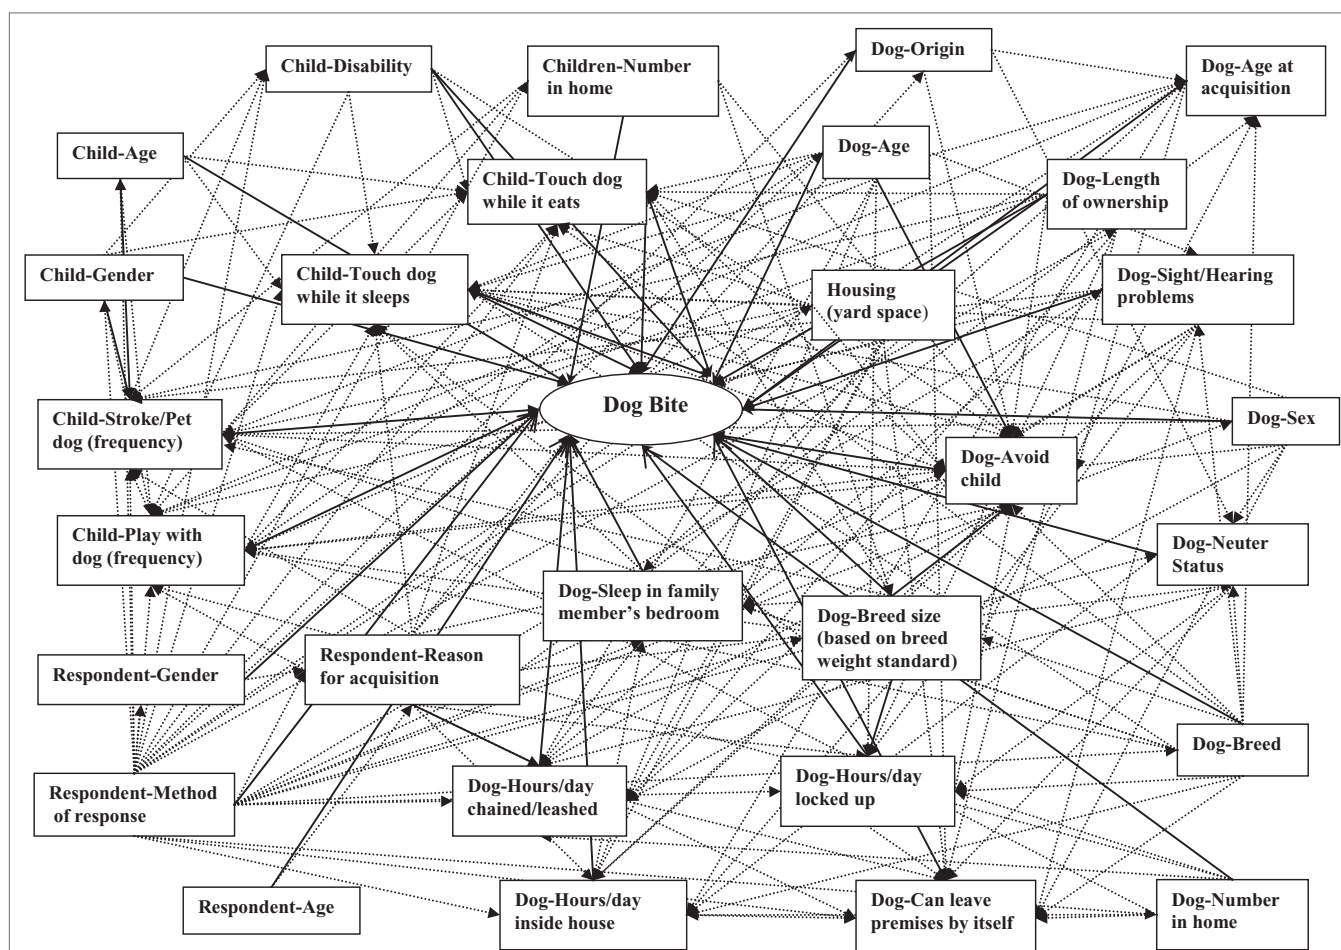 Dog-Origin
Child-Disability
Children-Number
in home
Dog-Age at
acquisition
Child-Age
Dog-Age
Child-Touch dog
while it eats
Dog-Length
of ownership
Child-Gender
Child-Touch dog
while it sleeps
Housing
(yard space)
Dog-Sight/Hearing
problems
Dog Bite
Child-Stroke/Pet
dog (frequency)
Dog-Sex
Dog-Avoid
child
Child-Play with
dog (frequency)
Dog-Neuter
Status
Dog-Sleep in family
member's bedroom
Dog-Breed size
(based on breed
weight standard)
Respondent-Gender
Respondent-Reason
for acquisition
Dog-Breed
Respondent-Method
of response
Dog-Hours/day
chained/leashed
Dog-Hours/day
locked up
Respondent-Age
Dog-Hours/day
inside house
Dog-Can leave
premises by itself
Dog-Number
in home